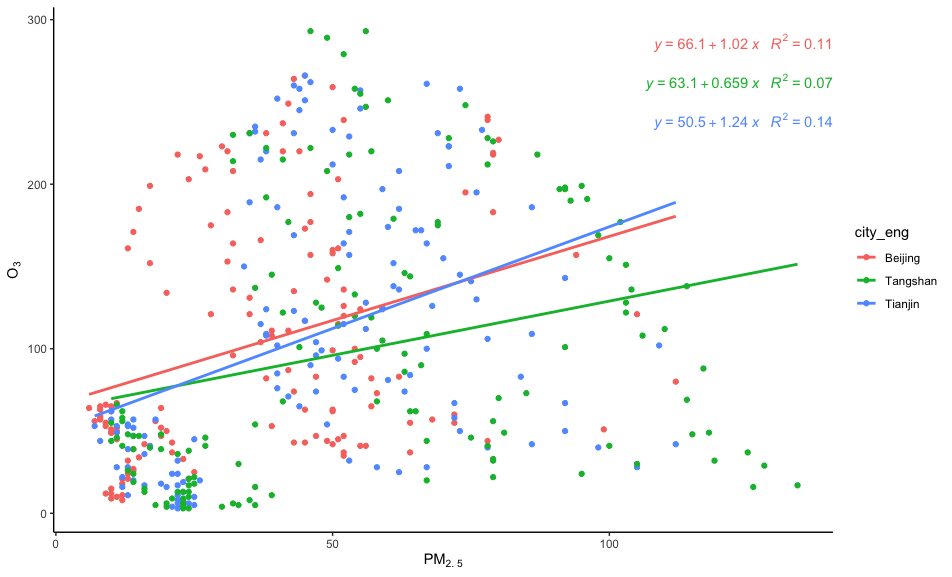 300
200
100
0
O3
0
50
100
PM2.5
y = 66.1 + 1.02 x R² = 0.11
y = 63.1 + 0.659 x R² = 0.07
y = 50.5 + 1.24 x R² = 0.14
city_eng
Beijing
Tangshan
Tianjin